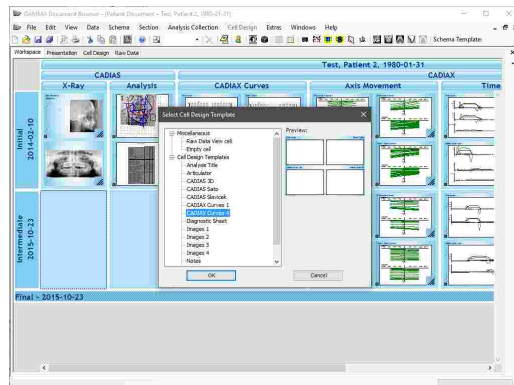 GAMMA Document Browser - [Patient Document - Test, Patient 2, 1980-01-31]
File Edit View Data Schema Section Analysis Collection Cell Design Extras Windows Help
Schema Template:
Workspace Presentation Cell Design Raw Data
Test, Patient 2, 1980-01-31
CADIAS CADIAX
X-Ray Analysis CADIAX Curves Axis Movement Time
Initial
2014-02-10
Intermediate
2015-10-23
Final - 2015-10-23
Select Cell Design Template
Miscellaneous
Raw Data View cell
Empty cell
Cell Design Templates
Analysis Title
Articulator
CADIAS 3D
CADIAS Sato
CADIAS Slavicek
CADIAX Curves 1
CADIAX Curves 4
Diagnostic Sheet
Images 1
Images 2
Images 3
Images 4
Notes
Preview:
OK Cancel